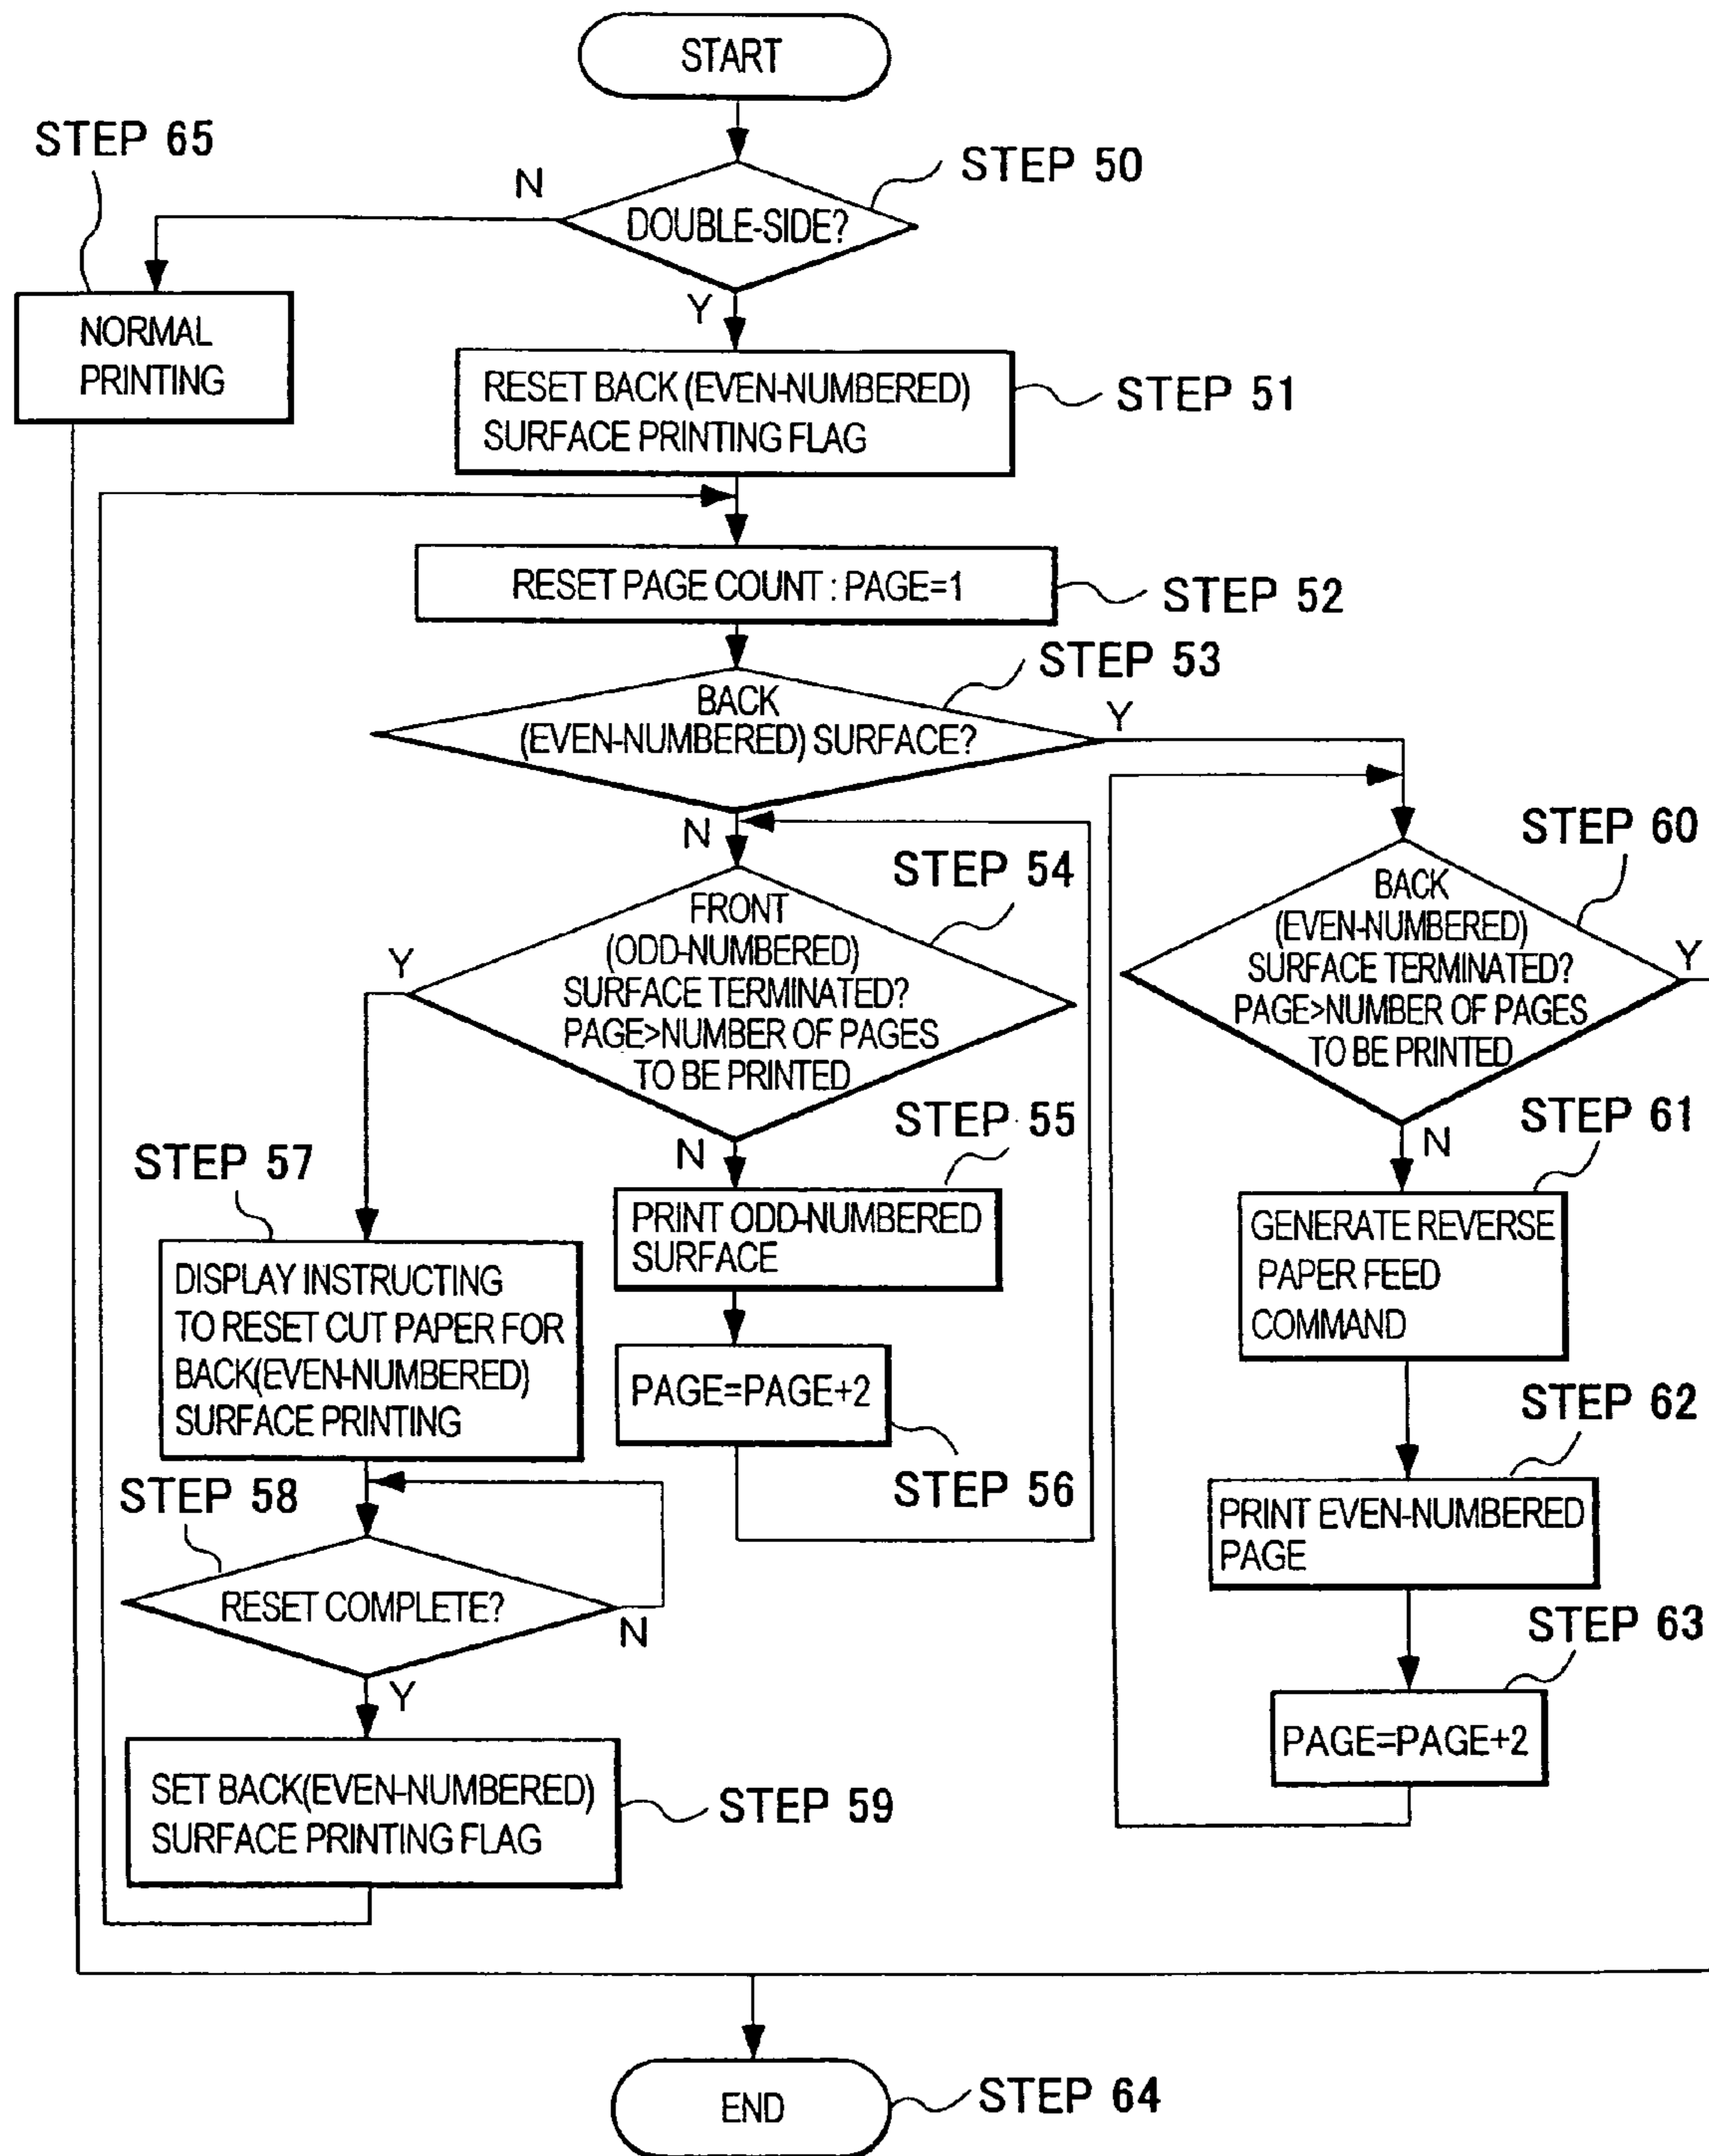 START
STEP 65
N
STEP 50
DOUBLE-SIDE?
Y
NORMAL
PRINTING
RESET BACK (EVEN-NUMBERED)
SURFACE PRINTING FLAG
STEP 51
RESET PAGE COUNT : PAGE=1
STEP 52
STEP 53
BACK
(EVEN-NUMBERED) SURFACE?
Y
N
STEP 54
FRONT
(ODD-NUMBERED)
SURFACE TERMINATED?
PAGE>NUMBER OF PAGES
TO BE PRINTED
Y
N
STEP 60
BACK
(EVEN-NUMBERED)
SURFACE TERMINATED?
PAGE>NUMBER OF PAGES
TO BE PRINTED
Y
N
STEP 55
PRINT ODD-NUMBERED
SURFACE
PAGE=PAGE+2
STEP 56
STEP 57
DISPLAY INSTRUCTING
TO RESET CUT PAPER FOR
BACK(EVEN-NUMBERED)
SURFACE PRINTING
STEP 58
RESET COMPLETE?
N
Y
SET BACK(EVEN-NUMBERED)
SURFACE PRINTING FLAG
STEP 59
STEP 61
GENERATE REVERSE
PAPER FEED
COMMAND
STEP 62
PRINT EVEN-NUMBERED
PAGE
STEP 63
PAGE=PAGE+2
END
STEP 64